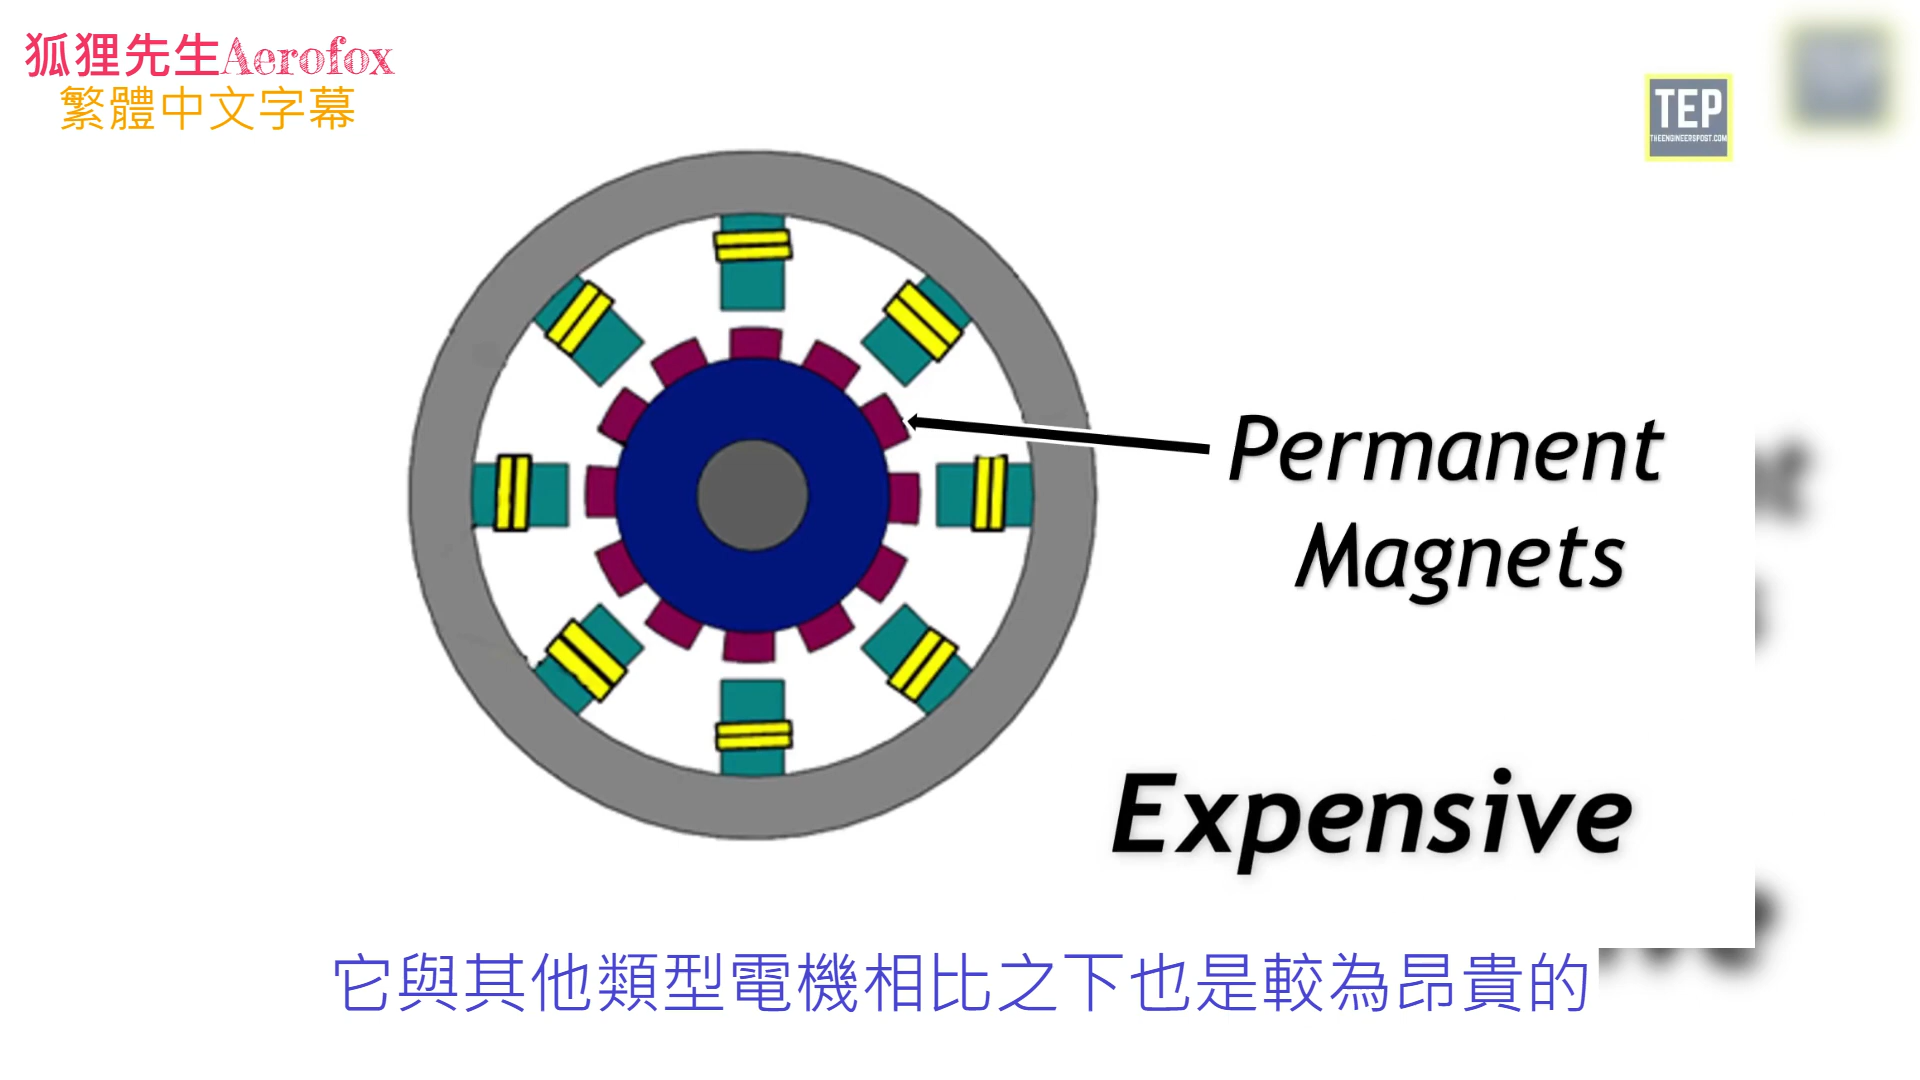 狐狸先生Aerofox
繁體中文字幕
TEP
THEENGINEERSPOST.COM
Permanent
Magnets
Expensive
它與其他類型電機相比之下也是較為昂貴的